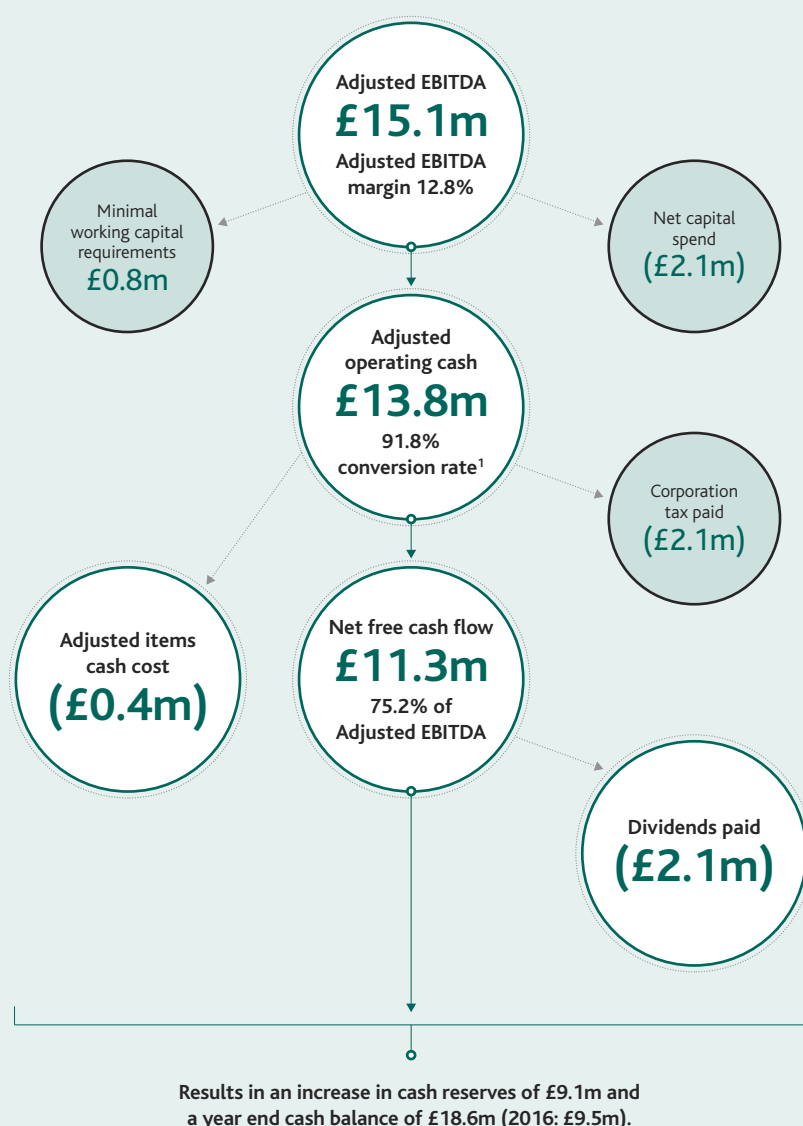 Adjusted EBITDA
£15.1m
Adjusted EBITDA
margin 12.8%
Minimal
working capital
requirements
£0.8m
Net capital
spend
(£2.1m)
Adjusted
operating cash
£13.8m
91.8%
conversion rate¹
Corporation
tax paid
(£2.1m)
Adjusted items
cash cost
(£0.4m)
Net free cash flow
£11.3m
75.2% of
Adjusted EBITDA
Dividends paid
(£2.1m)
Results in an increase in cash reserves of £9.1m and
a year end cash balance of £18.6m (2016: £9.5m).